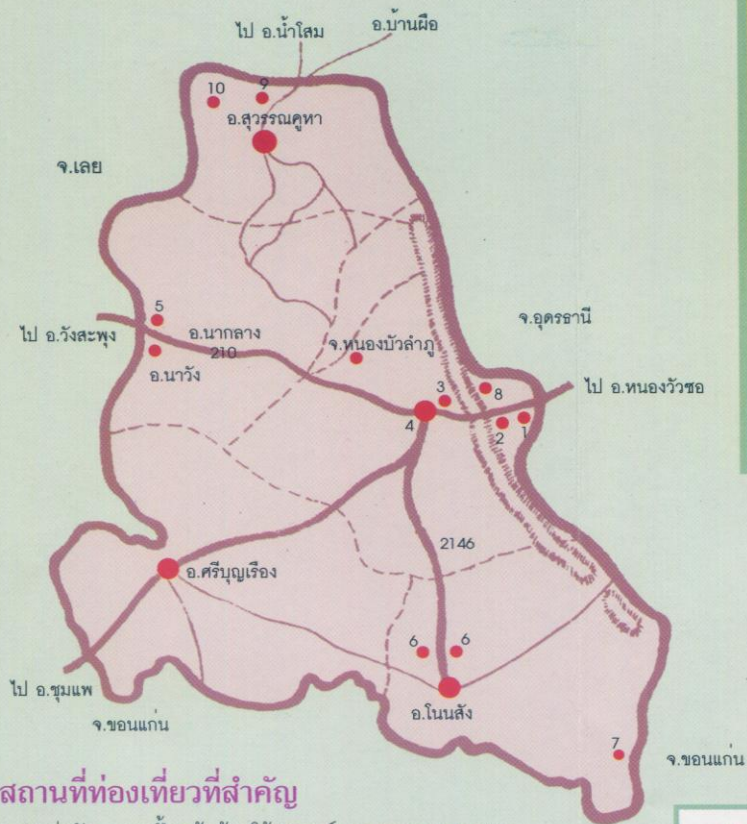 ไป อ.น้ำโสม
อ.บ้านผือ
10
9
อ.สุวรรณคูหา
จ.เลย
5
ไป อ.วังสะพุง
อ.นากลาง
210
อ.นาวัง
จ.หนองบัวลำภู
จ.อุดรธานี
3
8
ไป อ.หนองวัวซอ
4
2
1
2146
อ.ศรีบุญเรือง
6
6
ไป อ.ชุมแพ
อ.โนนสัง
จ.ขอนแก่น
7
จ.ขอนแก่น
สถานที่ท่องเที่ยวที่สำคัญ